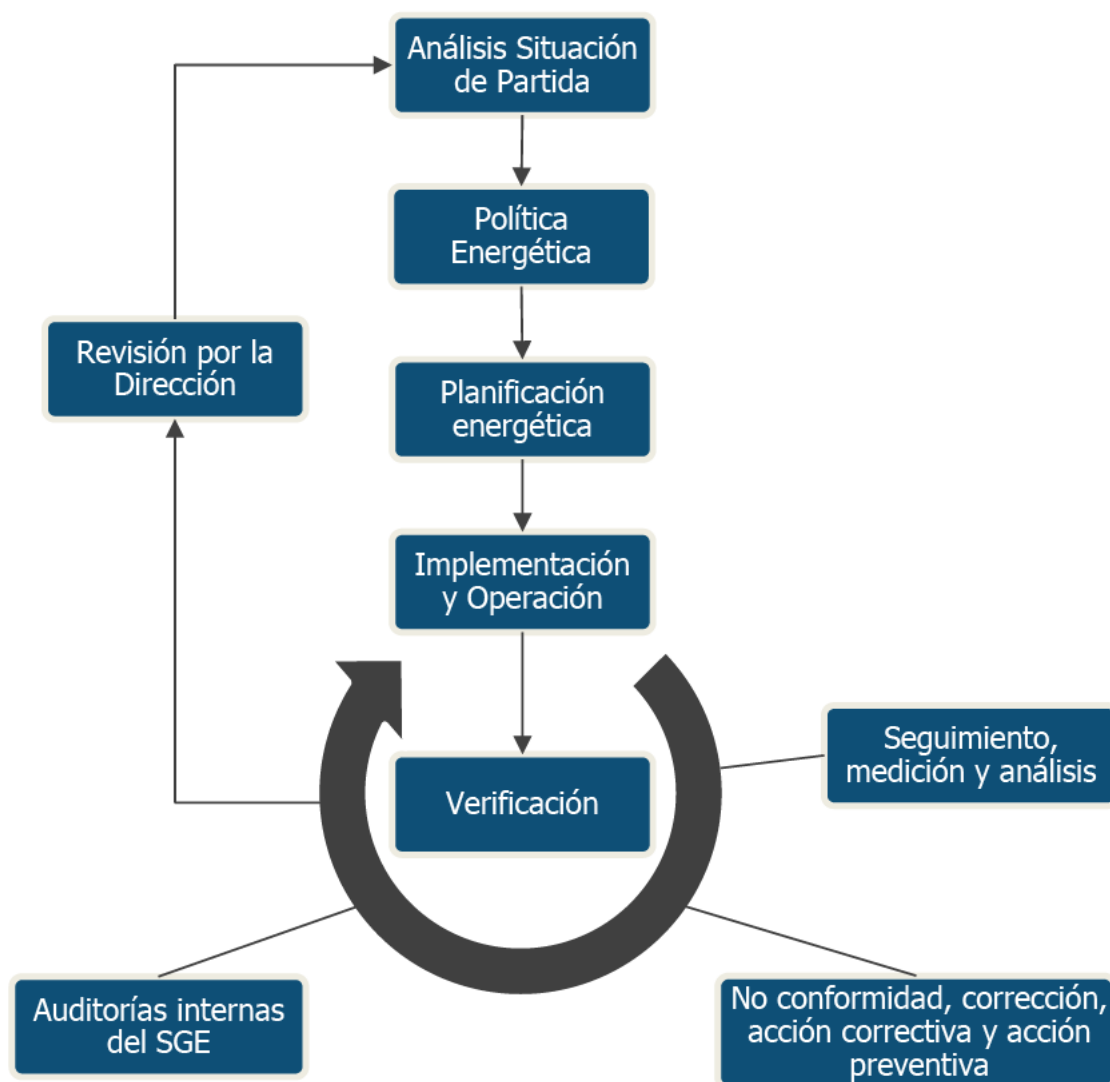 Análisis Situación
de Partida
Política
Energética
Revisión por la
Dirección
Planificación
energética
Implementación
y Operación
Seguimiento,
medición y análisis
Verificación
Auditorías internas
del SGE
No conformidad, corrección,
acción correctiva y acción
preventiva